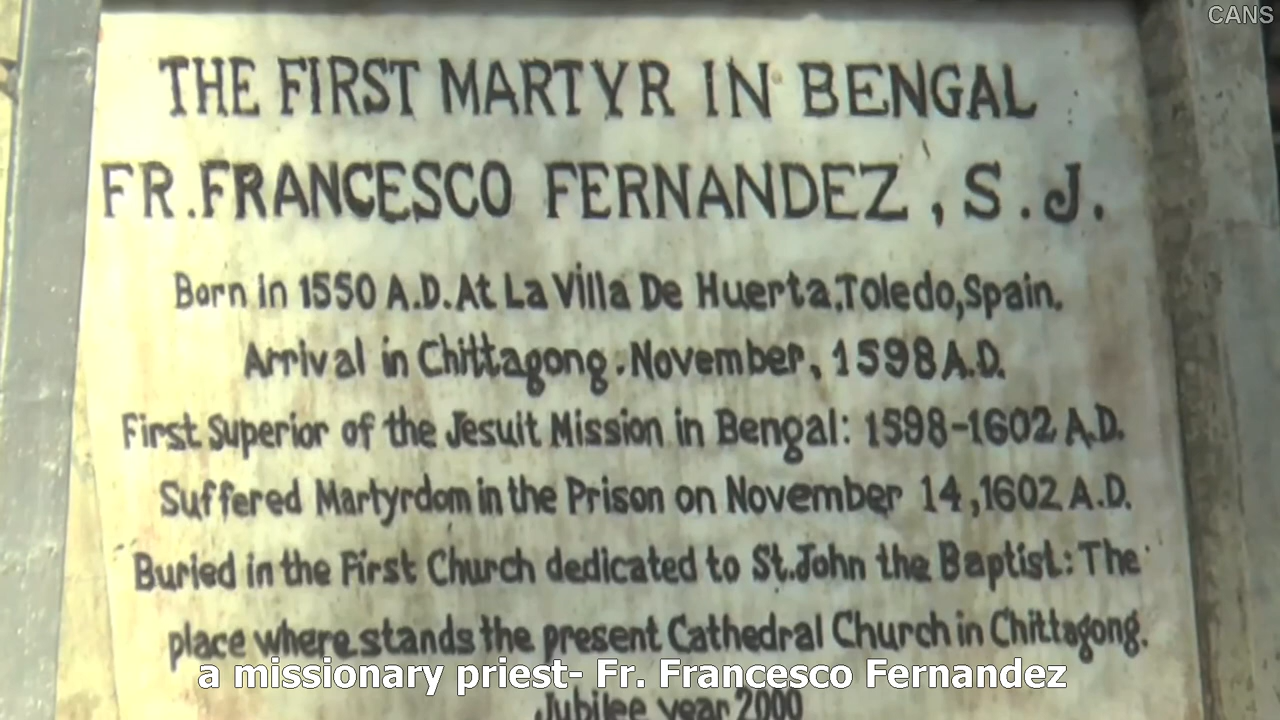 CANS
THE FIRST MARTYR IN BENGAL
FR. FRANCESCO FERNANDEZ, S.J.
Born in 1550 A.D. At La Villa De Huerta, Toledo, Spain.
Arrival in Chittagong. November, 1598 A.D.
First Superior of the Jesuit Mission in Bengal: 1598-1602 A.D.
Suffered Martyrdom in the Prison on November 14, 1602 A.D.
Buried in the First Church dedicated to St. John the Baptist: The
place where stands the present Cathedral Church in Chittagong.
a missionary priest- Fr. Francesco Fernandez
Jubilee year 2000